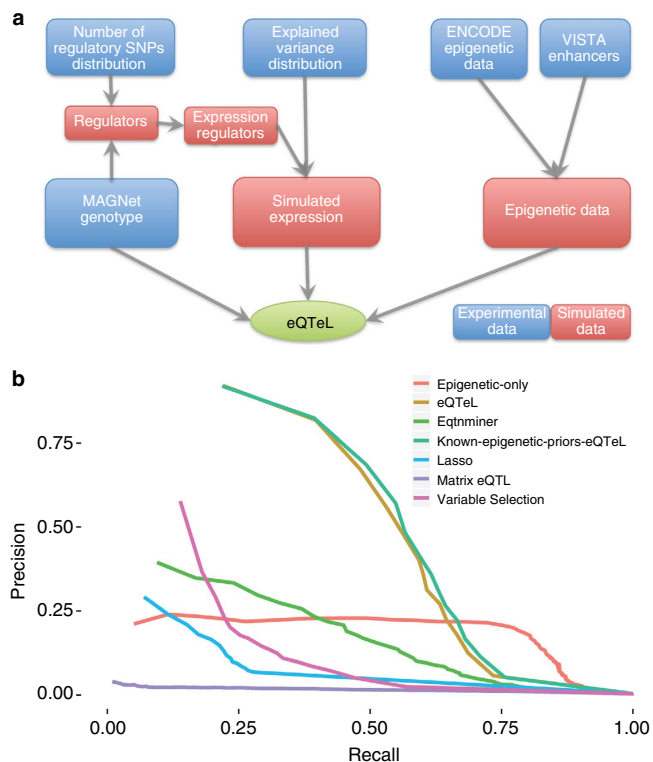 a
Number of
regulatory SNPs
distribution
Explained
variance
distribution
ENCODE
epigenetic
data
VISTA
enhancers
Regulators
Expression
regulators
MAGNet
genotype
Simulated
expression
Epigenetic data
eQTeL
Experimental
data
Simulated
data
b
Epigenetic-only
eQTeL
Eqtnminer
Known-epigenetic-priors-eQTeL
Lasso
Matrix eQTL
Variable Selection
Precision
0.75
0.50
0.25
0.00
0.00 0.25 0.50 0.75 1.00
Recall